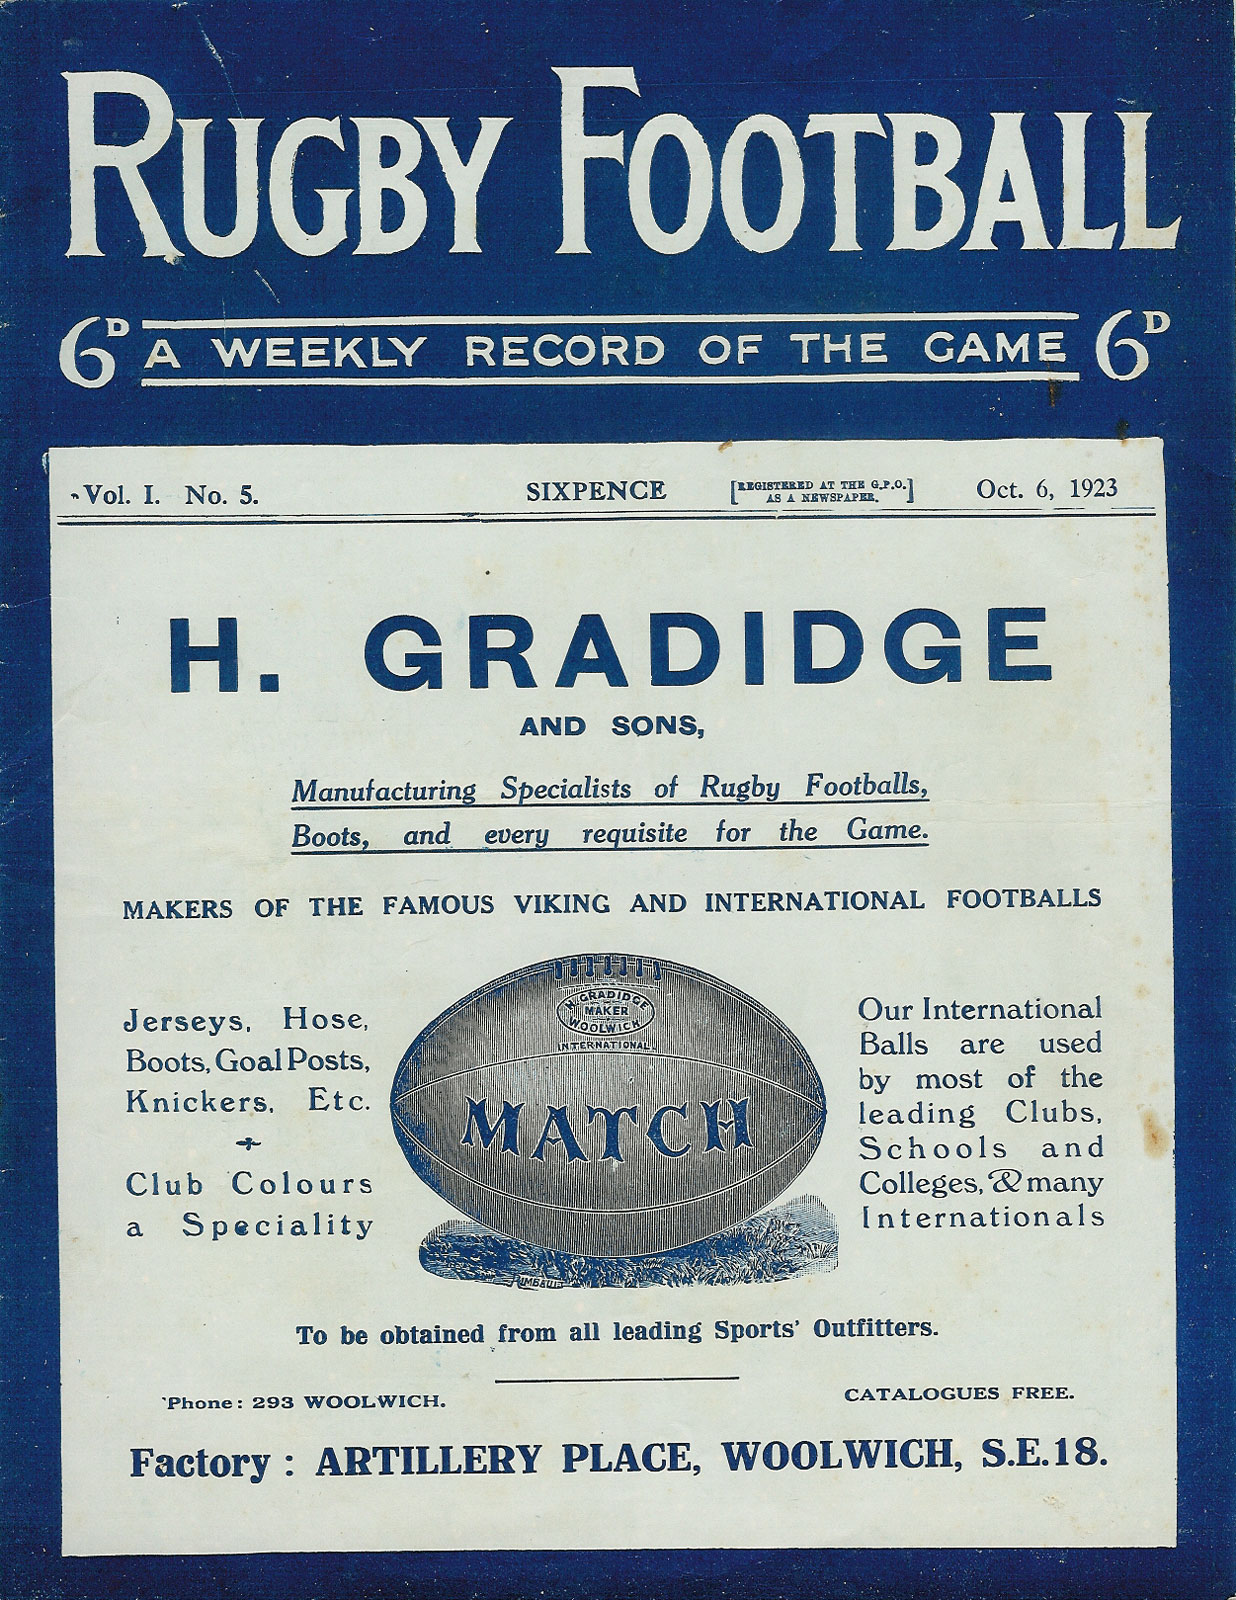 RUGBY FOOTBALL
6D A WEEKLY RECORD OF THE GAME 6D
Vol. I. No. 5. SIXPENCE [REGISTERED AT THE G.P.O. AS A NEWSPAPER.] Oct. 6, 1923
H. GRADIDGE
AND SONS,
Manufacturing Specialists of Rugby Footballs,
Boots, and every requisite for the Game.
MAKERS OF THE FAMOUS VIKING AND INTERNATIONAL FOOTBALLS
Jerseys, Hose,
Boots, Goal Posts,
Knickers, Etc.
Club Colours
a Speciality
H. GRADIDGE
MAKER
WOOLWICH
INTERNATIONAL.
MATCH
RIMBAULT
Our International
Balls are used
by most of the
leading Clubs,
Schools and
Colleges, & many
Internationals
To be obtained from all leading Sports' Outfitters.
'Phone: 293 WOOLWICH. CATALOGUES FREE.
Factory: ARTILLERY PLACE, WOOLWICH, S.E.18.